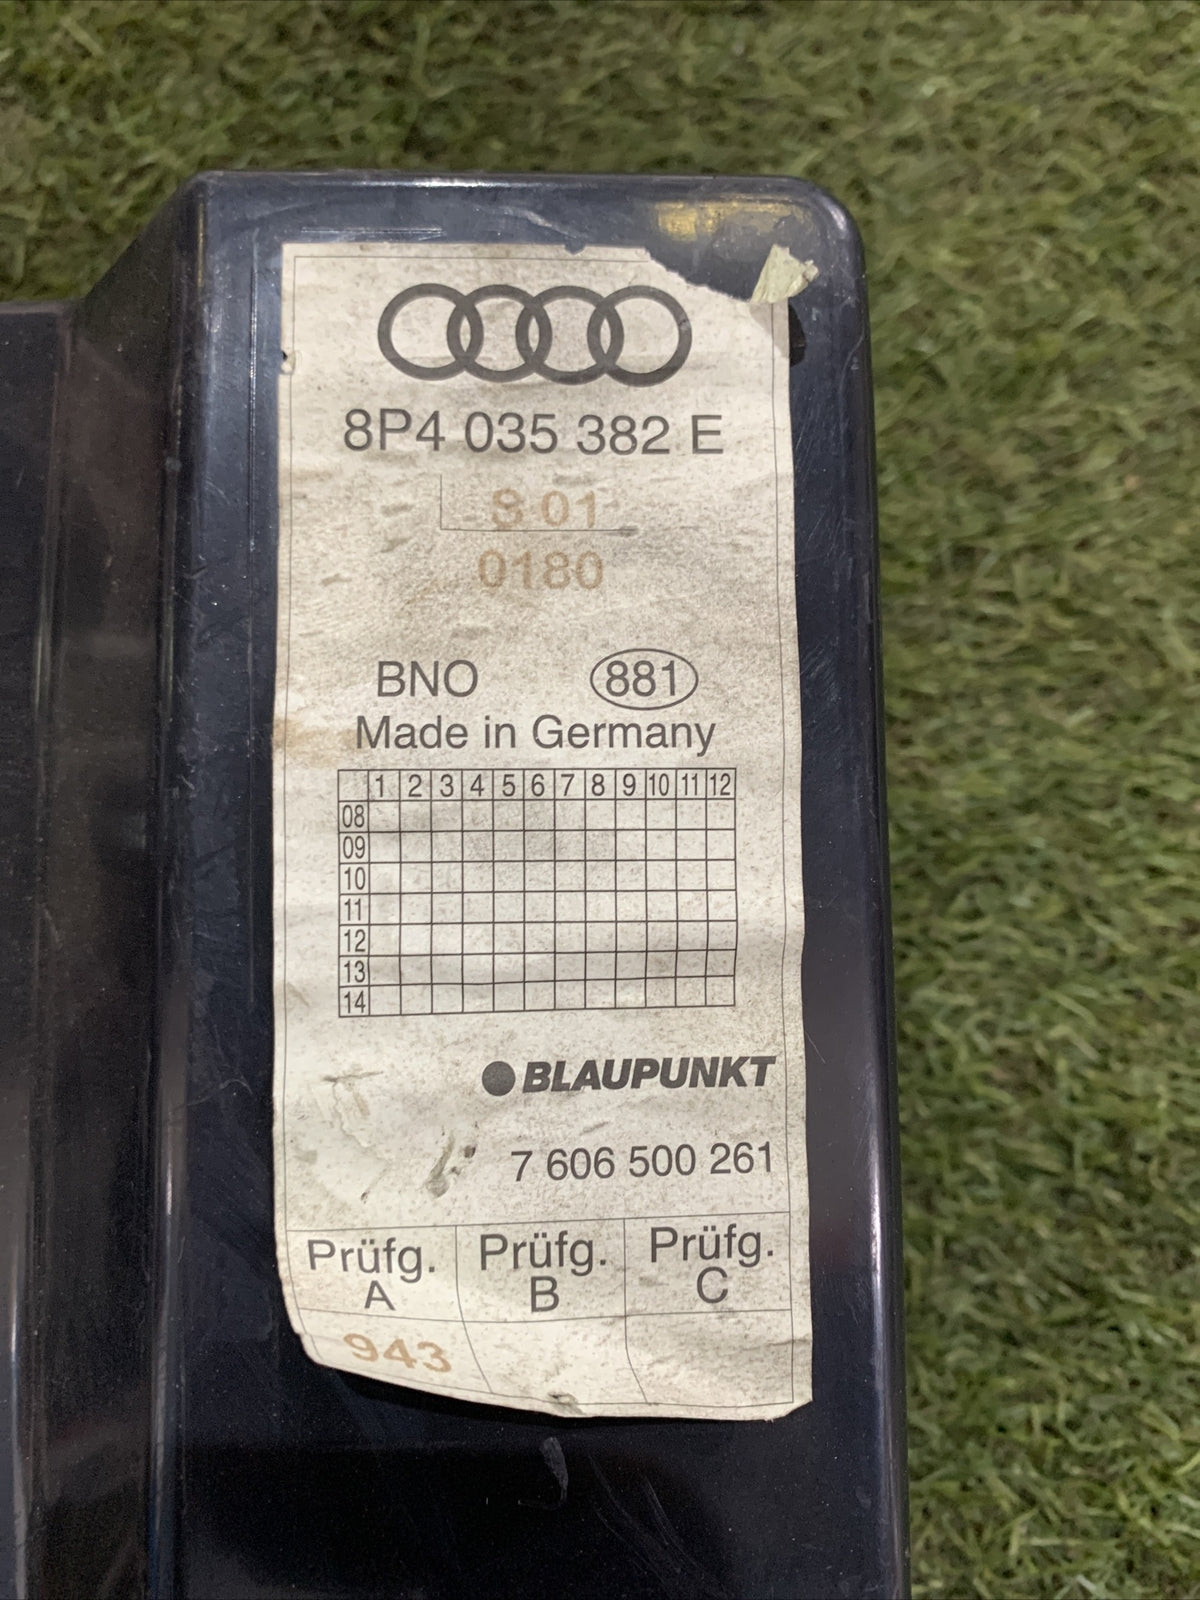 8P4 035 382 E
S 01
0180
BNO 881
Made in Germany
1 2 3 4 5 6 7 8 9 10 11 12
08
09
10
11
12
13
14
BLAUPUNKT
7 606 500 261
Prüfg. Prüfg. Prüfg.
A B C
943